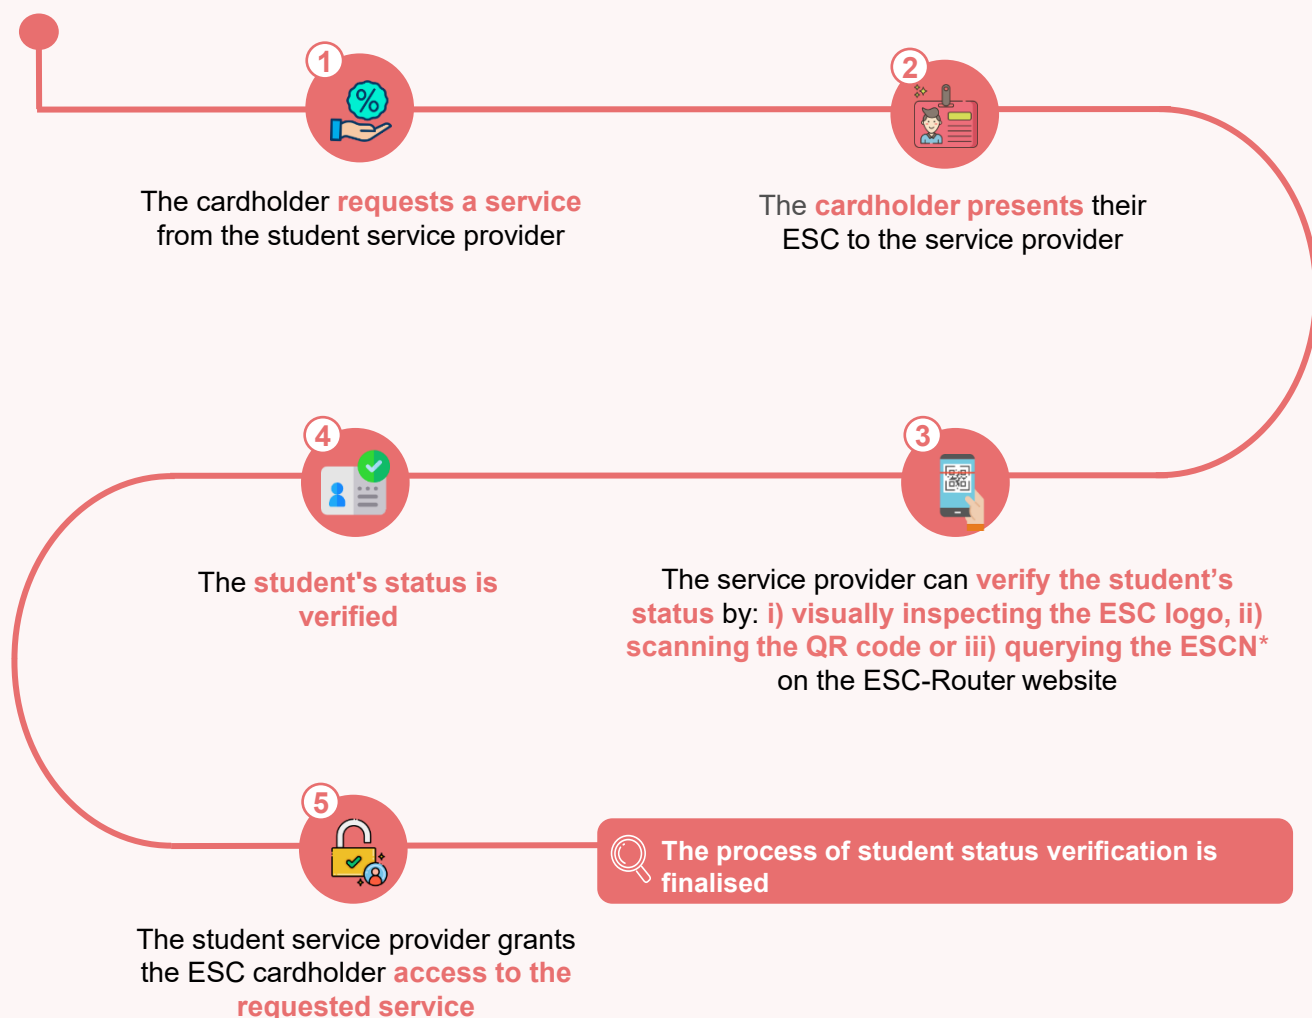 1
The cardholder requests a service
from the student service provider
2
The cardholder presents their
ESC to the service provider
3
The service provider can verify the student’s
status by: i) visually inspecting the ESC logo, ii)
scanning the QR code or iii) querying the ESCN*
on the ESC-Router website
4
The student's status is
verified
5
The student service provider grants
the ESC cardholder access to the
requested service
The process of student status verification is
finalised
%